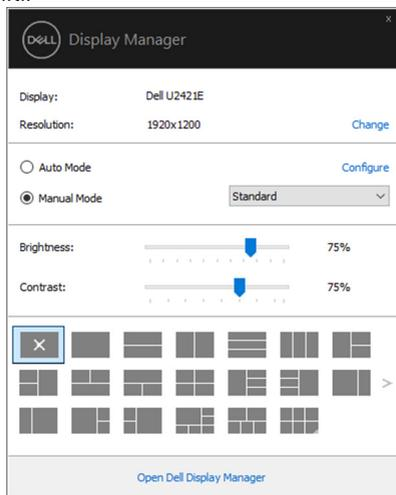 DELL Display Manager
x
Display: Dell U2421E
Resolution: 1920x1200 Change
Auto Mode Configure
Manual Mode Standard
Brightness: 75%
Contrast: 75%
Open Dell Display Manager